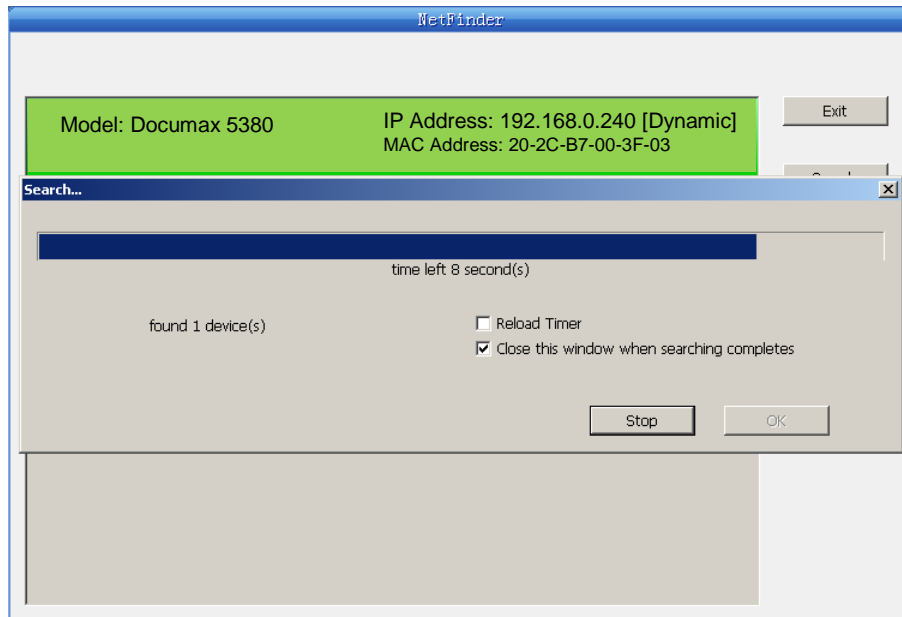 NetFinder
Model: Documax 5380
IP Address: 192.168.0.240 [Dynamic]
MAC Address: 20-2C-B7-00-3F-03
Exit
Search...
time left 8 second(s)
found 1 device(s)
Reload Timer
Close this window when searching completes
Stop
OK